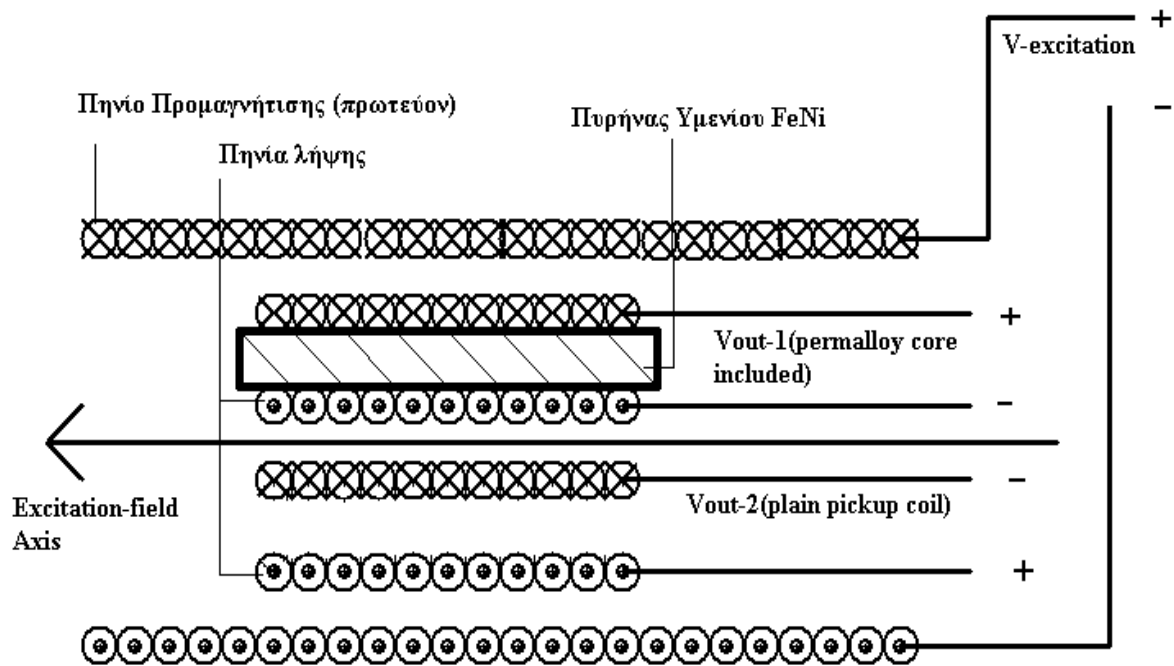 +
V-excitation
−
Πηνίο Προμαγνήτισης (πρωτεύον)
Πυρήνας Υμενίου FeNi
Πηνία λήψης
+
Vout-1(permalloy core
included)
−
−
Vout-2(plain pickup coil)
Excitation-field
Axis
+